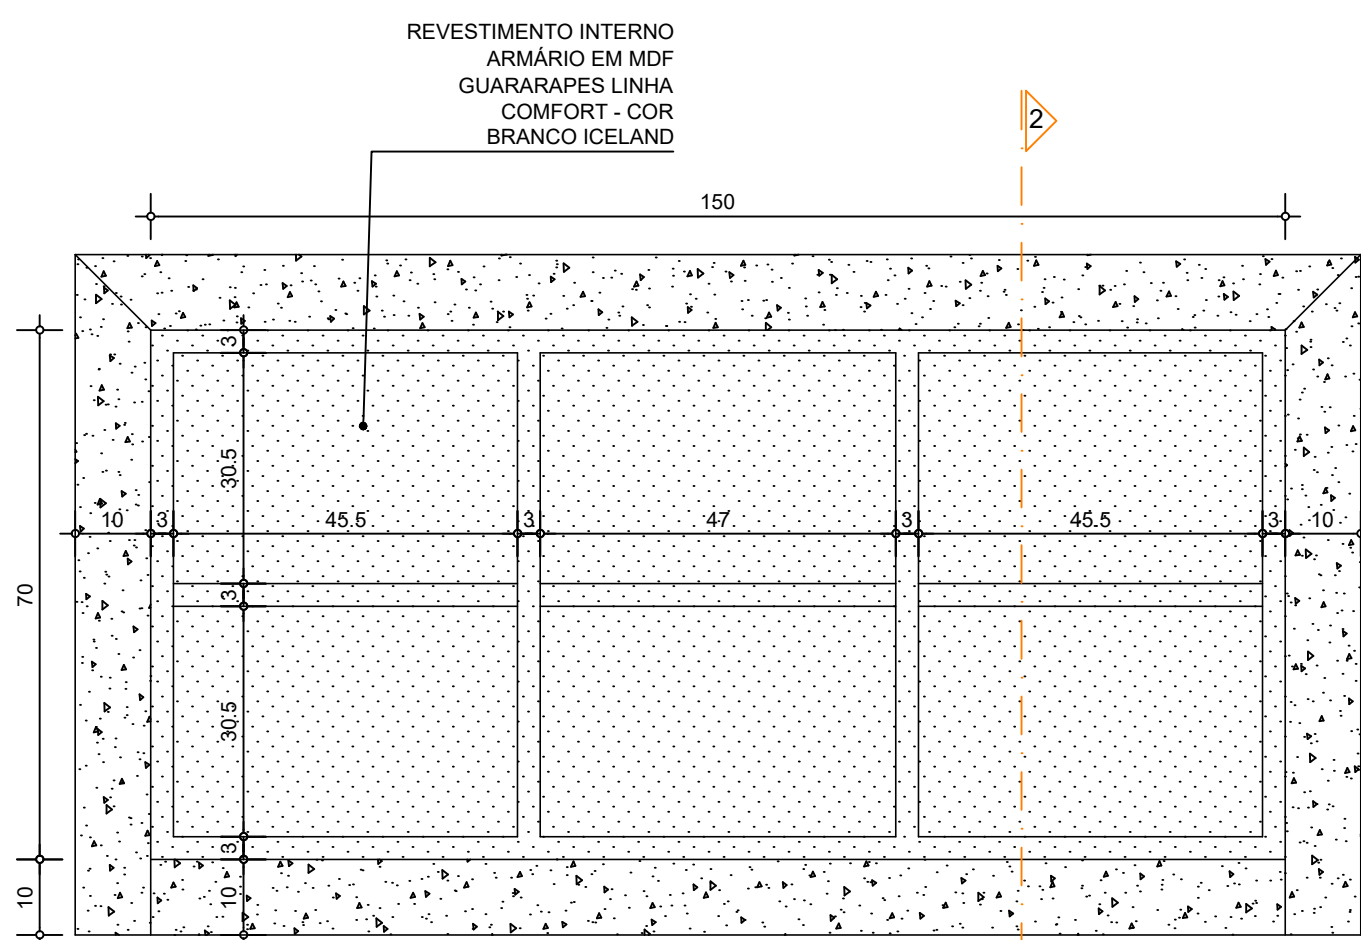 REVESTIMENTO INTERNO
ARMÁRIO EM MDF
GUARARAPES LINHA
COMFORT - COR
BRANCO ICELAND
2
150
3
30.5
10 3 45.5 3 47 3 45.5 3 10
70
3
30.5
3
10
10